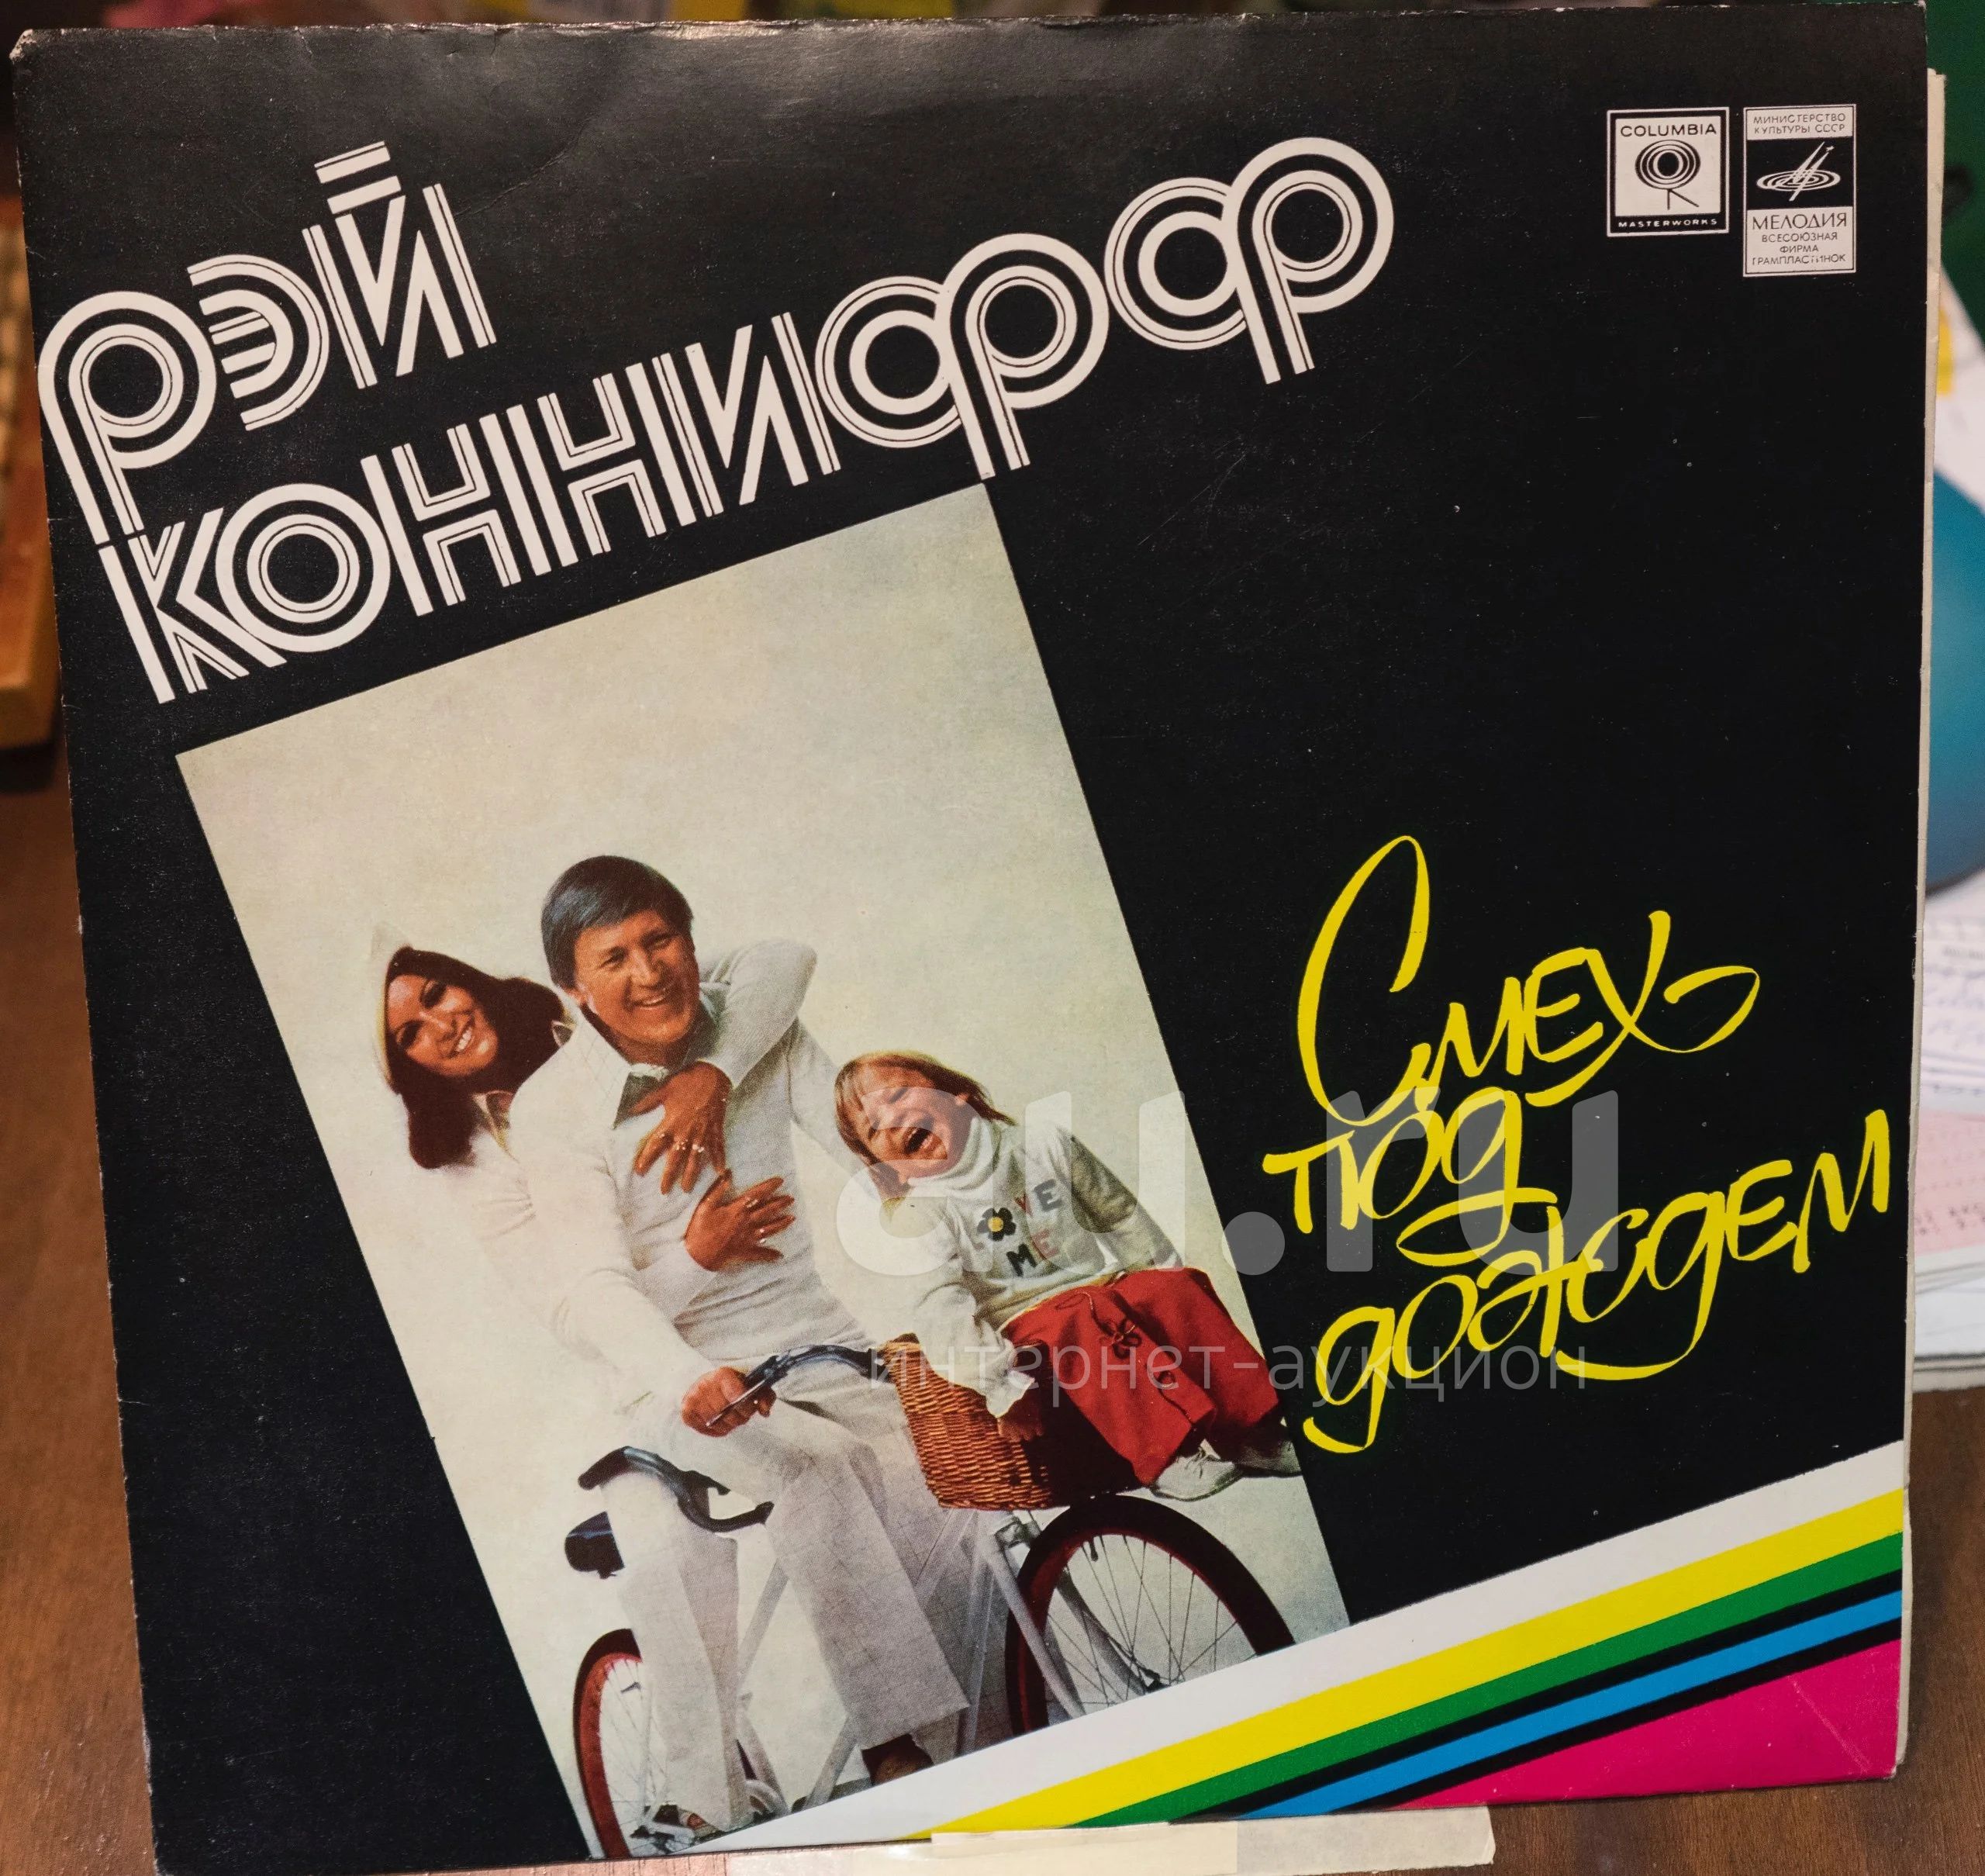 РЭЙ
КОННИФФ
COLUMBIA
MASTERWORKS
МИНИСТЕРСТВО
КУЛЬТУРЫ СССР
МЕЛОДИЯ
ВСЕСОЮЗНАЯ
ФИРМА
ГРАМПЛАСТИНОК
Смех
под
дождем
LOVE
ME
au.ru
интернет-аукцион